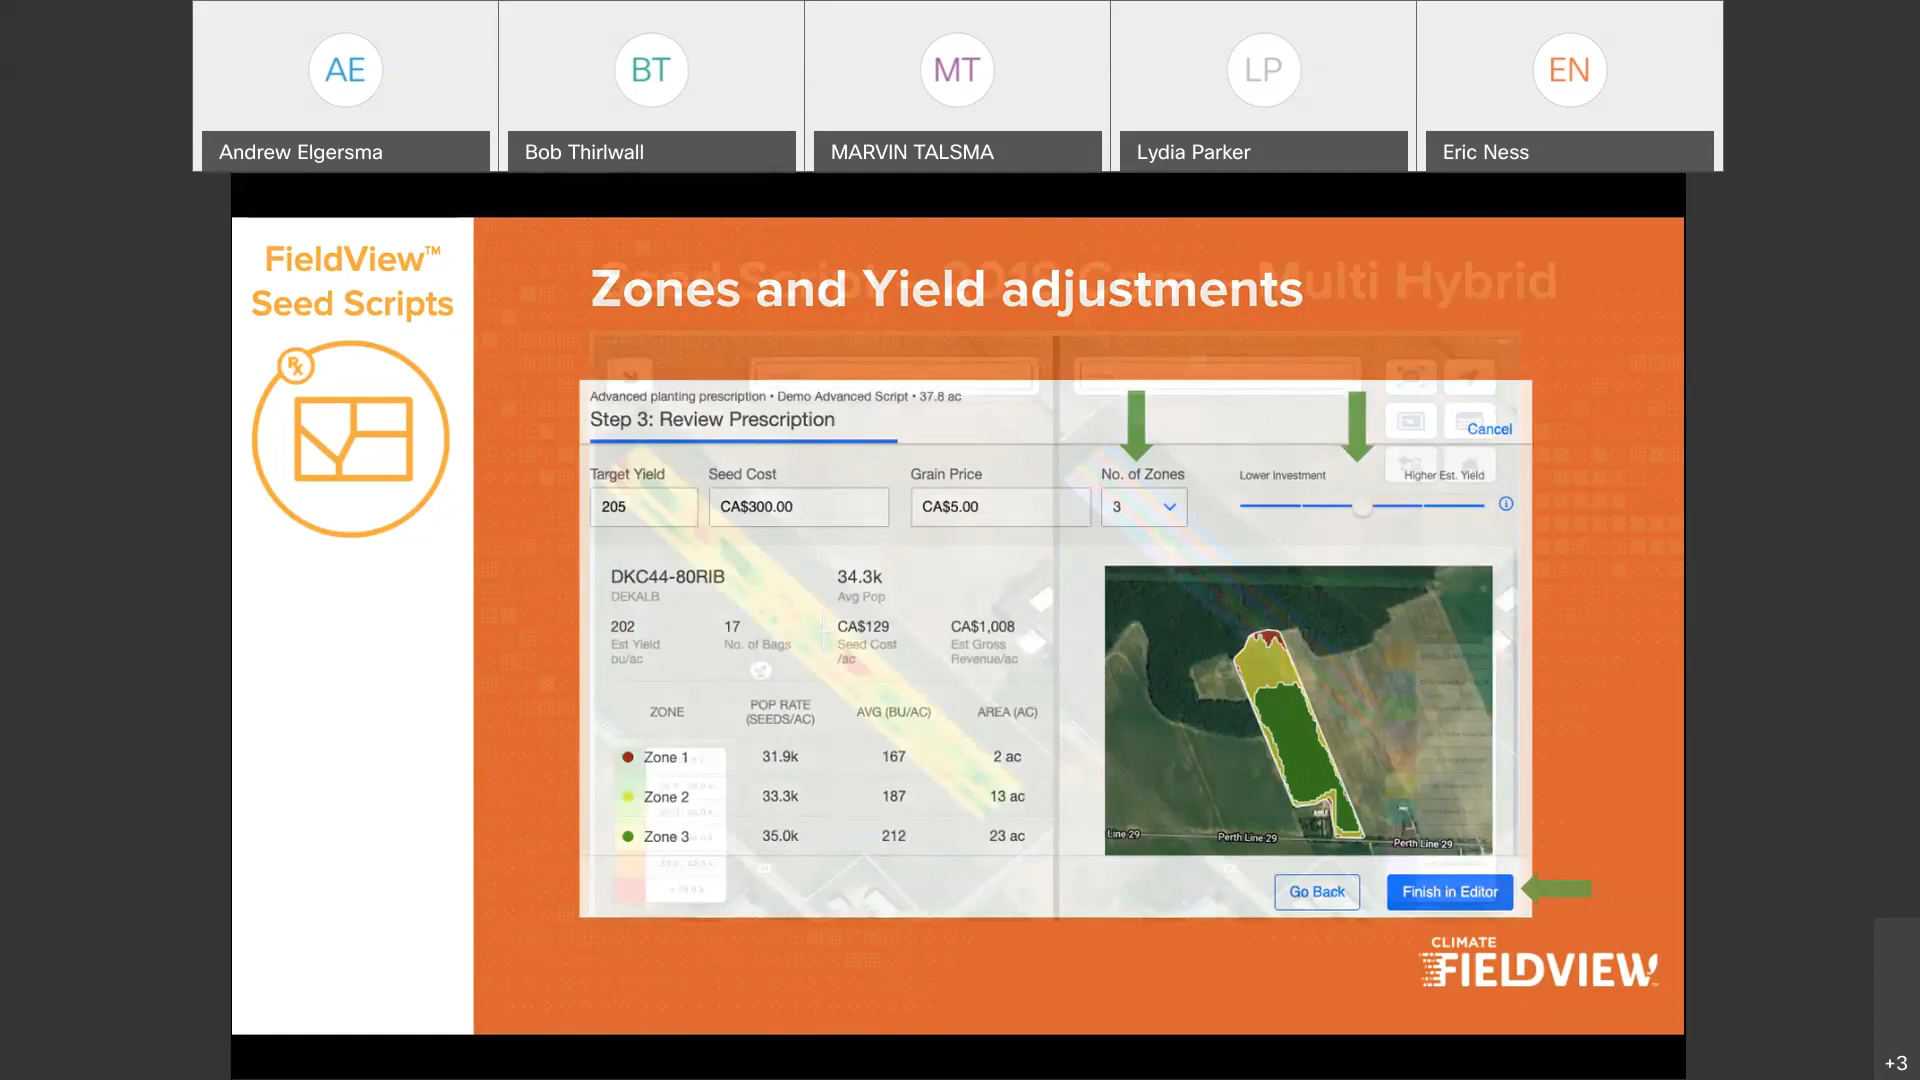 AE
BT
MT
LP
EN
Andrew Elgersma
Bob Thirlwall
MARVIN TALSMA
Lydia Parker
Eric Ness
FieldView™
Seed Scripts
Rx
Zones and Yield adjustments
Multi Hybrid
Advanced planting prescription • Demo Advanced Script • 37.8 ac
Step 3: Review Prescription
Cancel
Target Yield
Seed Cost
Grain Price
No. of Zones
Lower Investment
Higher Est. Yield
205
CA$300.00
CA$5.00
3
DKC44-80RIB
DEKALB
34.3k
Avg Pop
202
Est Yield
bu/ac
17
No. of Bags
CA$129
Seed Cost
/ac
CA$1,008
Est Gross
Revenue/ac
ZONE
POP RATE
(SEEDS/AC)
AVG (BU/AC)
AREA (AC)
Zone 1
31.9k
167
2 ac
Zone 2
33.3k
187
13 ac
Zone 3
35.0k
212
23 ac
Line 29
Perth Line 29
Perth Line 29
Go Back
Finish in Editor
CLIMATE
FIELDVIEW™
+3